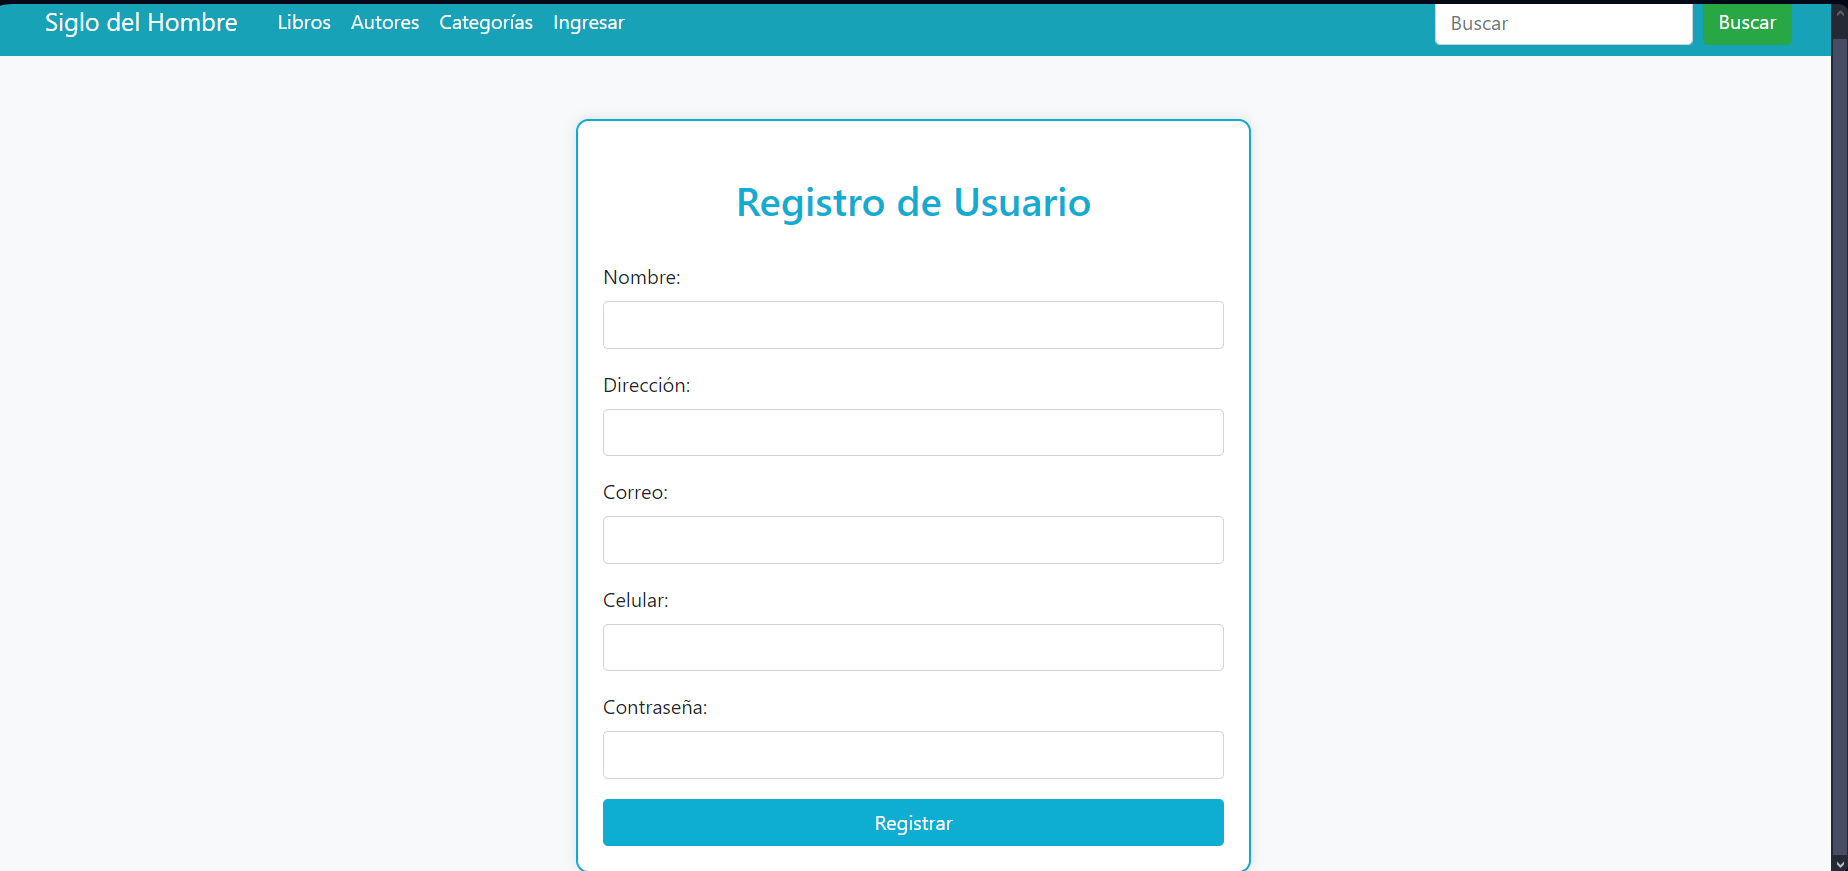 Siglo del Hombre Libros Autores Categorías Ingresar Buscar Buscar
Registro de Usuario
Nombre:
Dirección:
Correo:
Celular:
Contraseña:
Registrar